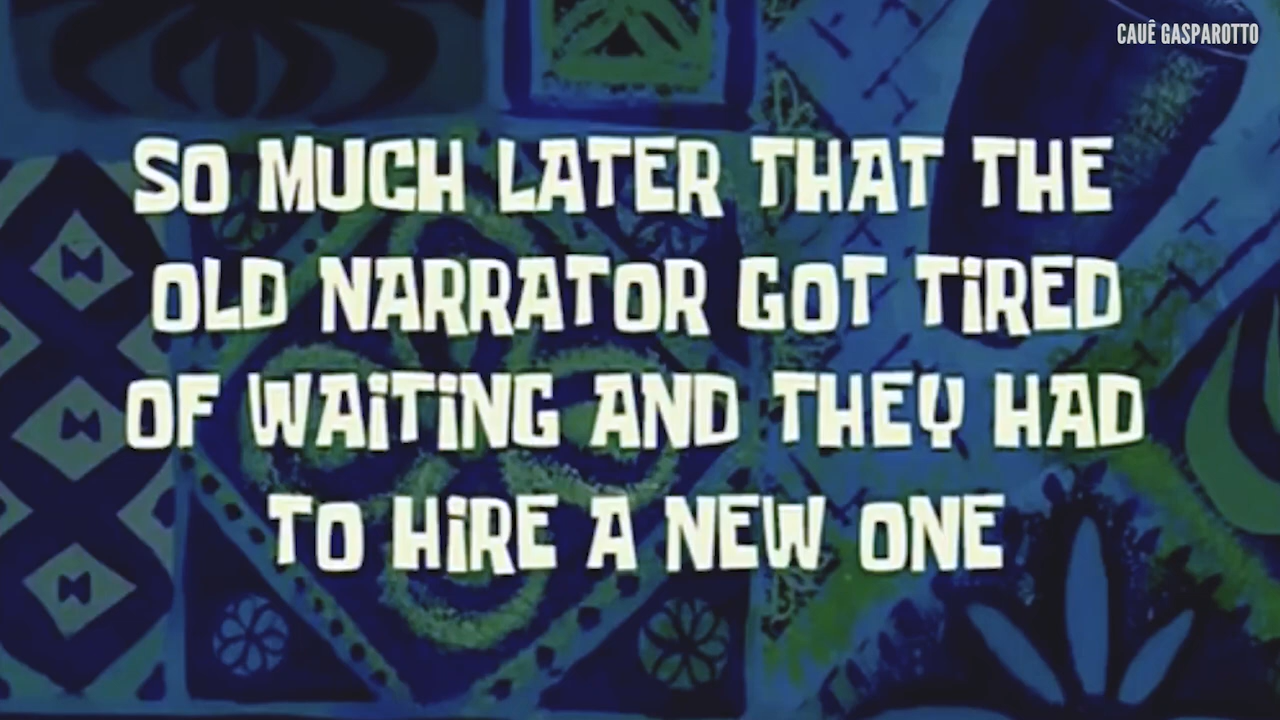 CAUÊ GASPAROTTO
SO MUCH LATER THAT THE
OLD NARRATOR GOT TiRED
OF WAiTiNG AND THEY HAD
TO HiRE A NEW ONE